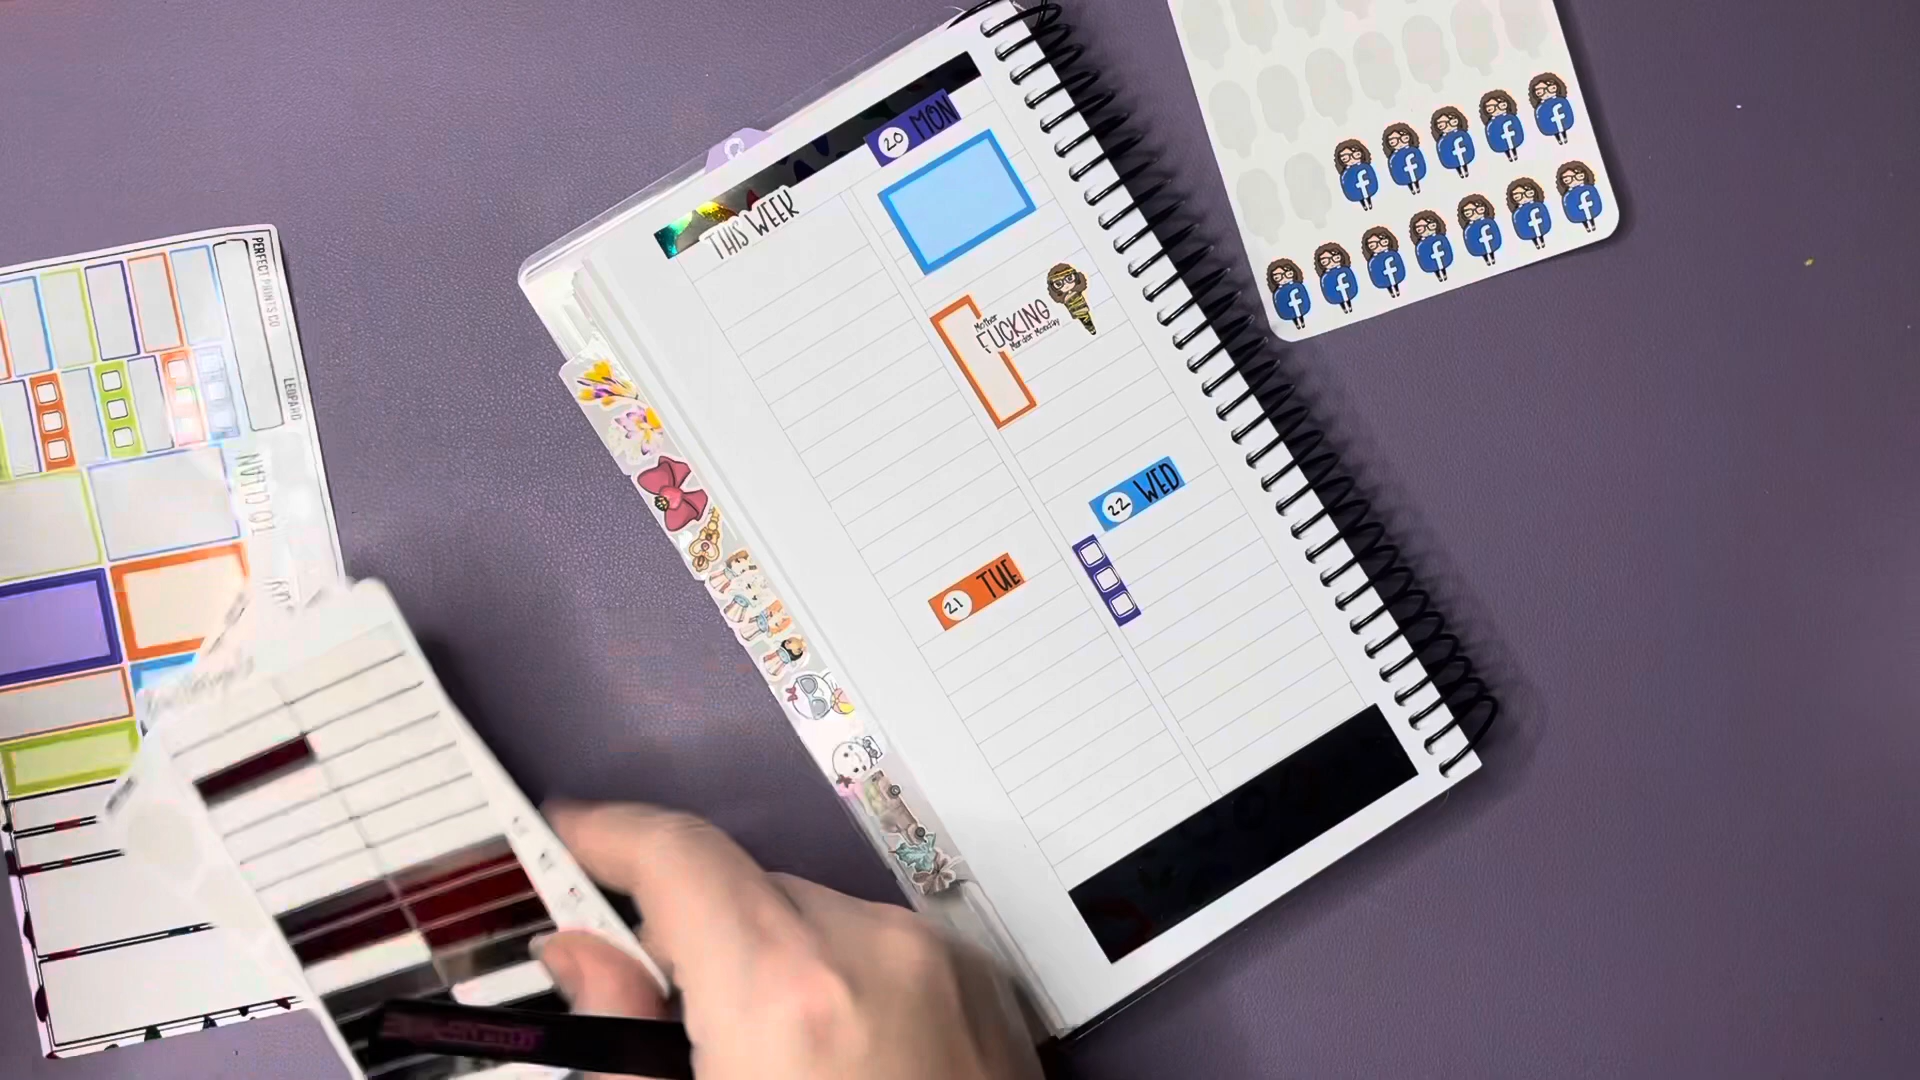 THIS WEEK
20 MON
Mother
FUCKING
Murder Monday
21 TUE
22 WED
PERFECT PRINTS CO
LEOPARD
f
f
f
f
f
f
f
f
f
f
f
f